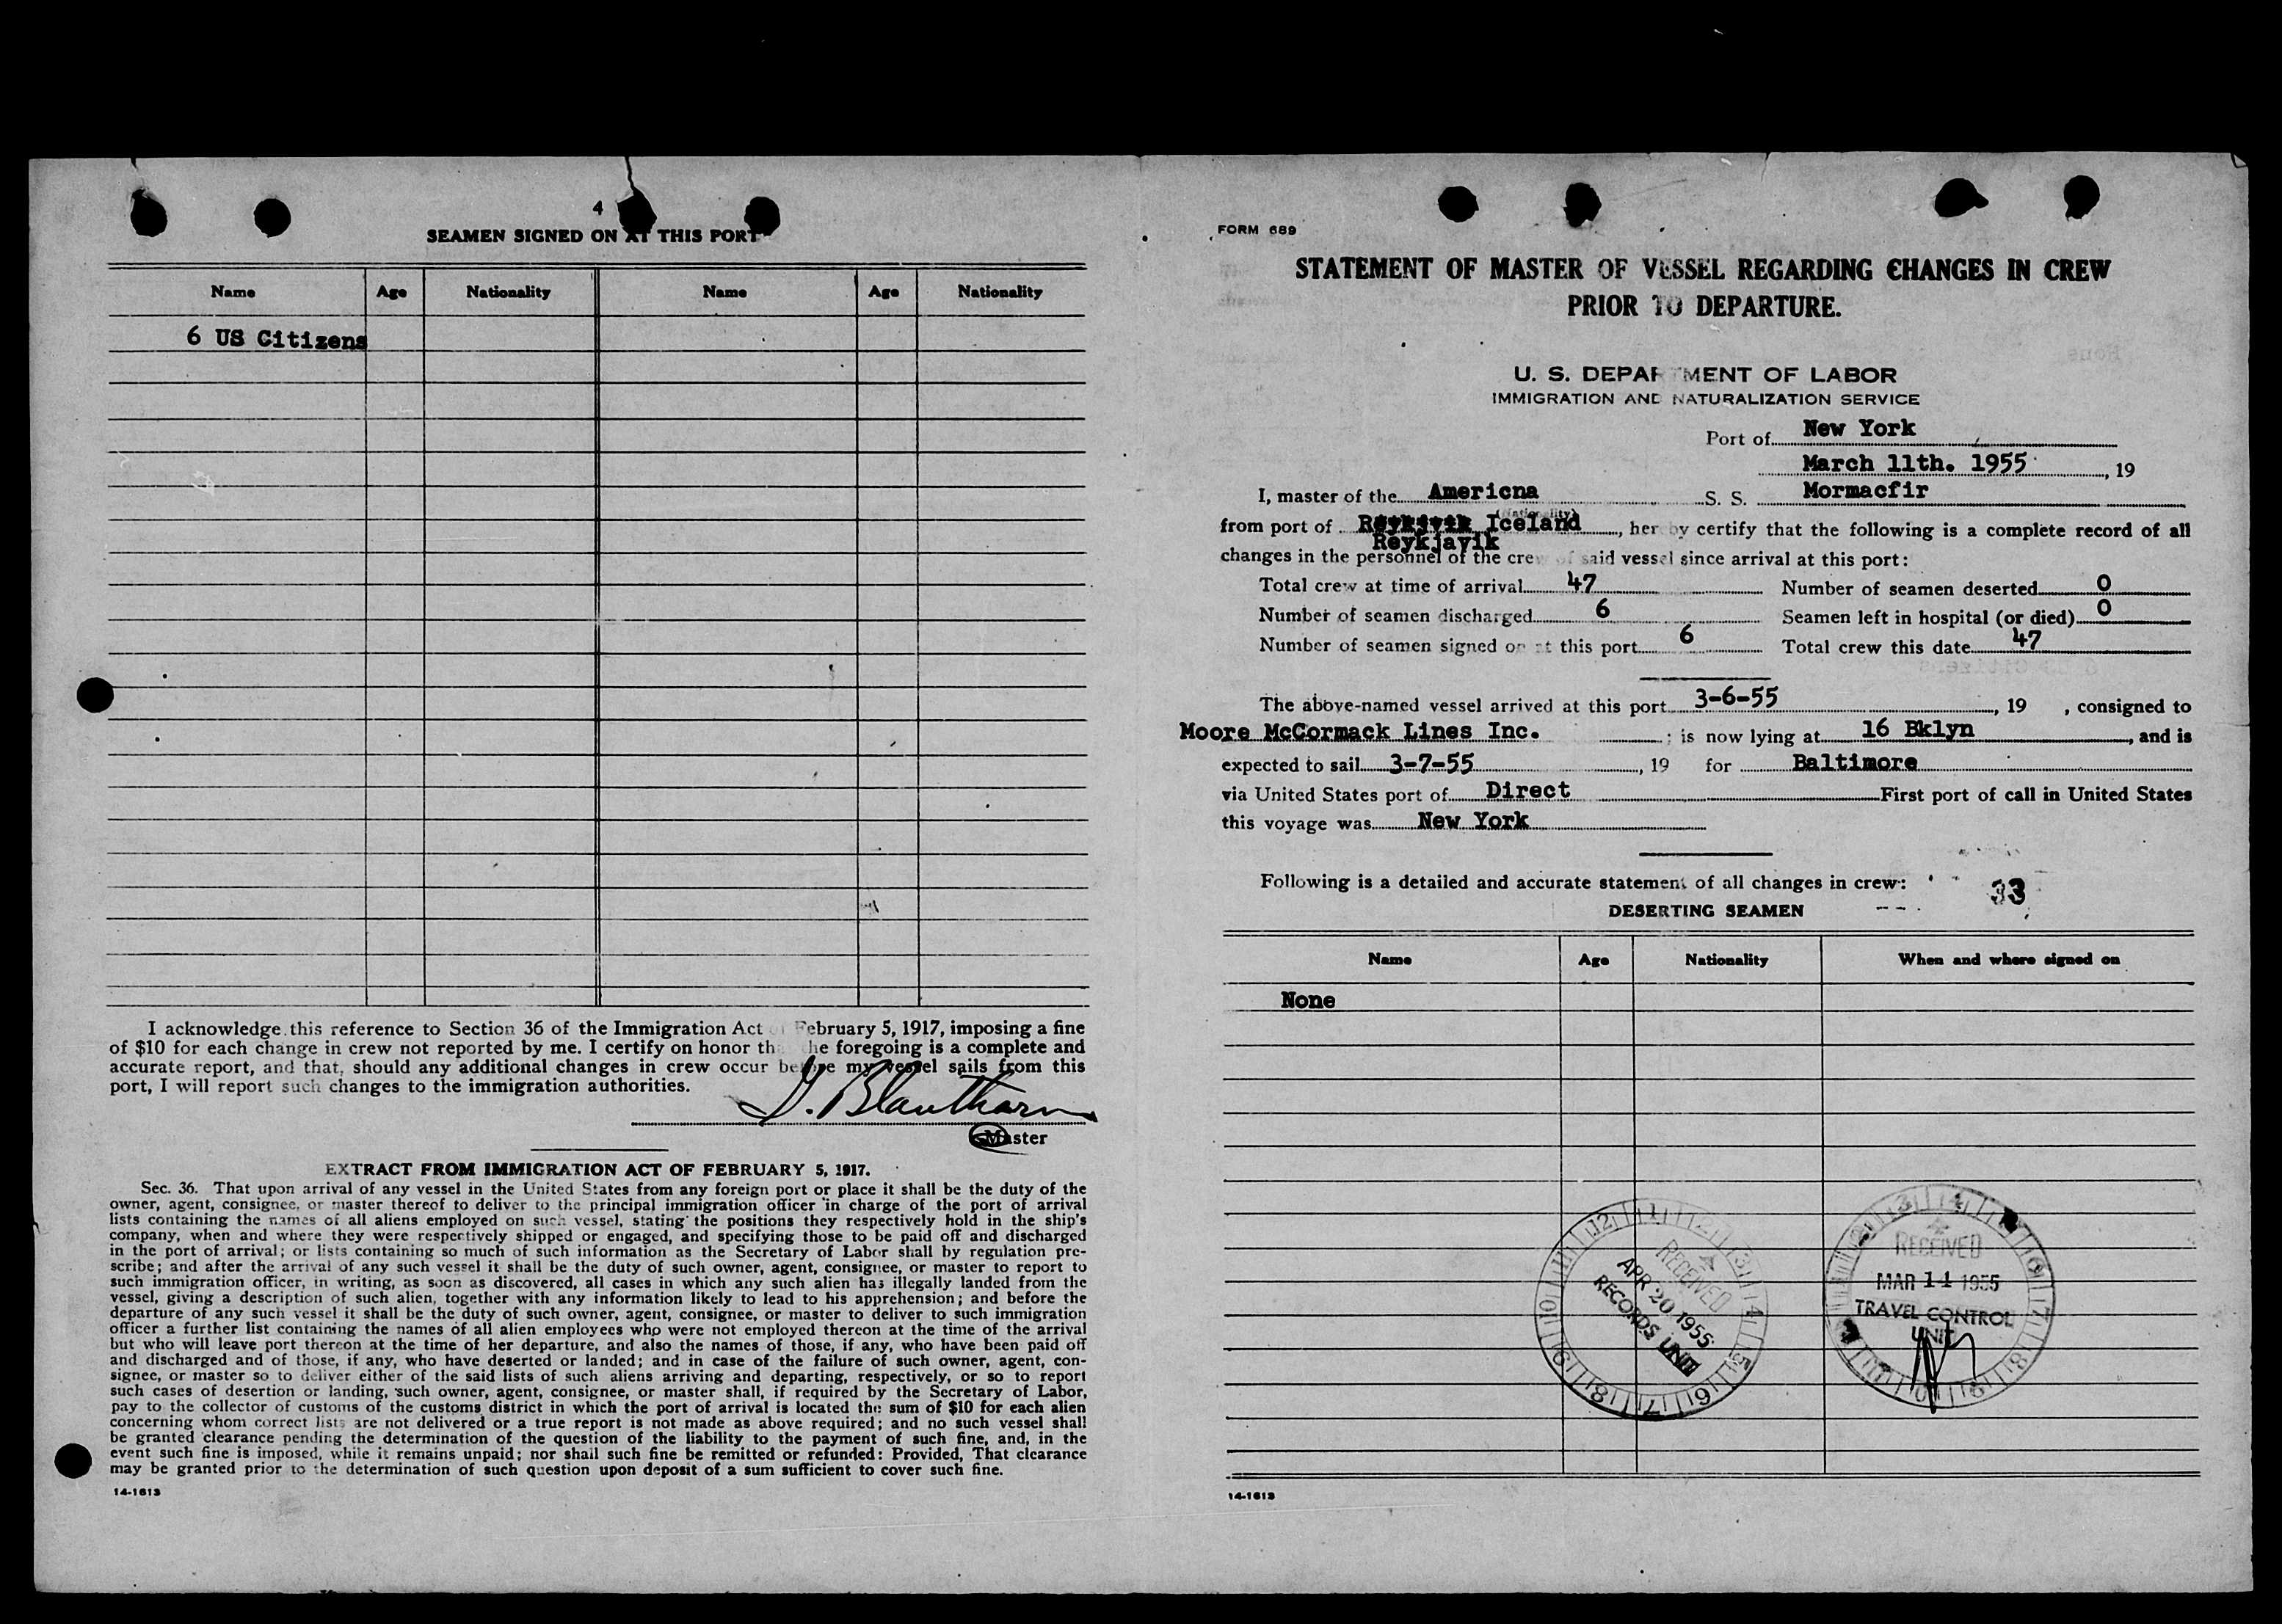 4
SEAMEN SIGNED ON AT THIS PORT
Name Age Nationality Name Age Nationality
6 US Citizens
I acknowledge this reference to Section 36 of the Immigration Act of February 5, 1917, imposing a fine
of $10 for each change in crew not reported by me. I certify on honor that the foregoing is a complete and
accurate report, and that, should any additional changes in crew occur before my vessel sails from this
port, I will report such changes to the immigration authorities.
Master
EXTRACT FROM IMMIGRATION ACT OF FEBRUARY 5, 1917.
Sec. 36. That upon arrival of any vessel in the United States from any foreign port or place it shall be the duty of the
owner, agent, consignee, or master thereof to deliver to the principal immigration officer in charge of the port of arrival
lists containing the names of all aliens employed on such vessel, stating the positions they respectively hold in the ship's
company, when and where they were respectively shipped or engaged, and specifying those to be paid off and discharged
in the port of arrival; or lists containing so much of such information as the Secretary of Labor shall by regulation pre-
scribe; and after the arrival of any such vessel it shall be the duty of such owner, agent, consignee, or master to report to
such immigration officer, in writing, as soon as discovered, all cases in which any such alien has illegally landed from the
vessel, giving a description of such alien, together with any information likely to lead to his apprehension; and before the
departure of any such vessel it shall be the duty of such owner, agent, consignee, or master to deliver to such immigration
officer a further list containing the names of all alien employees who were not employed thereon at the time of the arrival
but who will leave port thereon at the time of her departure, and also the names of those, if any, who have been paid off
and discharged and of those, if any, who have deserted or landed; and in case of the failure of such owner, agent, con-
signee, or master so to deliver either of the said lists of such aliens arriving and departing, respectively, or so to report
such cases of desertion or landing, such owner, agent, consignee, or master shall, if required by the Secretary of Labor,
pay to the collector of customs of the customs district in which the port of arrival is located the sum of $10 for each alien
concerning whom correct lists are not delivered or a true report is not made as above required; and no such vessel shall
be granted clearance pending the determination of the question of the liability to the payment of such fine, and, in the
event such fine is imposed, while it remains unpaid; nor shall such fine be remitted or refunded: Provided, That clearance
may be granted prior to the determination of such question upon deposit of a sum sufficient to cover such fine.
14-1613
FORM 689
STATEMENT OF MASTER OF VESSEL REGARDING CHANGES IN CREW
PRIOR TO DEPARTURE.
U. S. DEPARTMENT OF LABOR
IMMIGRATION AND NATURALIZATION SERVICE
Port of New York
March 11th. 1955, 19
I, master of the Americna S. S. Mormacfir
(Nationality)
from port of Iceland, hereby certify that the following is a complete record of all
Reykjavik
changes in the personnel of the crew of said vessel since arrival at this port:
Total crew at time of arrival 47 Number of seamen deserted 0
Number of seamen discharged 6 Seamen left in hospital (or died) 0
Number of seamen signed on at this port 6 Total crew this date 47
The above-named vessel arrived at this port 3-6-55, 19 , consigned to
Moore McCormack Lines Inc. ; is now lying at 16 Bklyn, and is
expected to sail 3-7-55, 19 for Baltimore
via United States port of Direct First port of call in United States
this voyage was New York
Following is a detailed and accurate statement of all changes in crew:
33
DESERTING SEAMEN
Name Age Nationality When and where signed on
None
RECEIVED
APR 20 1955
RECORDS UNIT
RECEIVED
MAR 14 1955
TRAVEL CONTROL
UNIT
14-1613